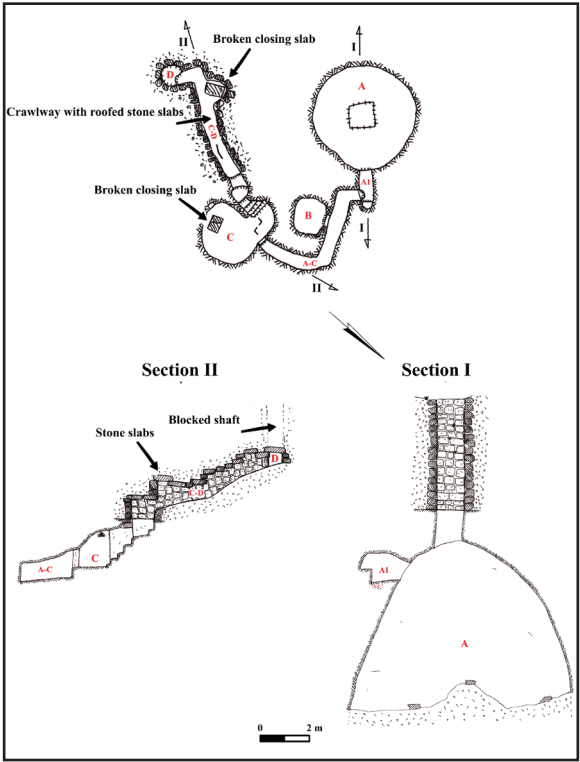 II
I
Broken closing slab
D
A
Crawlway with roofed stone slabs
C-D
A1
Broken closing slab
B
C
I
A-C
II
Section II
Section I
Blocked shaft
Stone slabs
D
C-D
C
A-C
A1
A
0 2 m